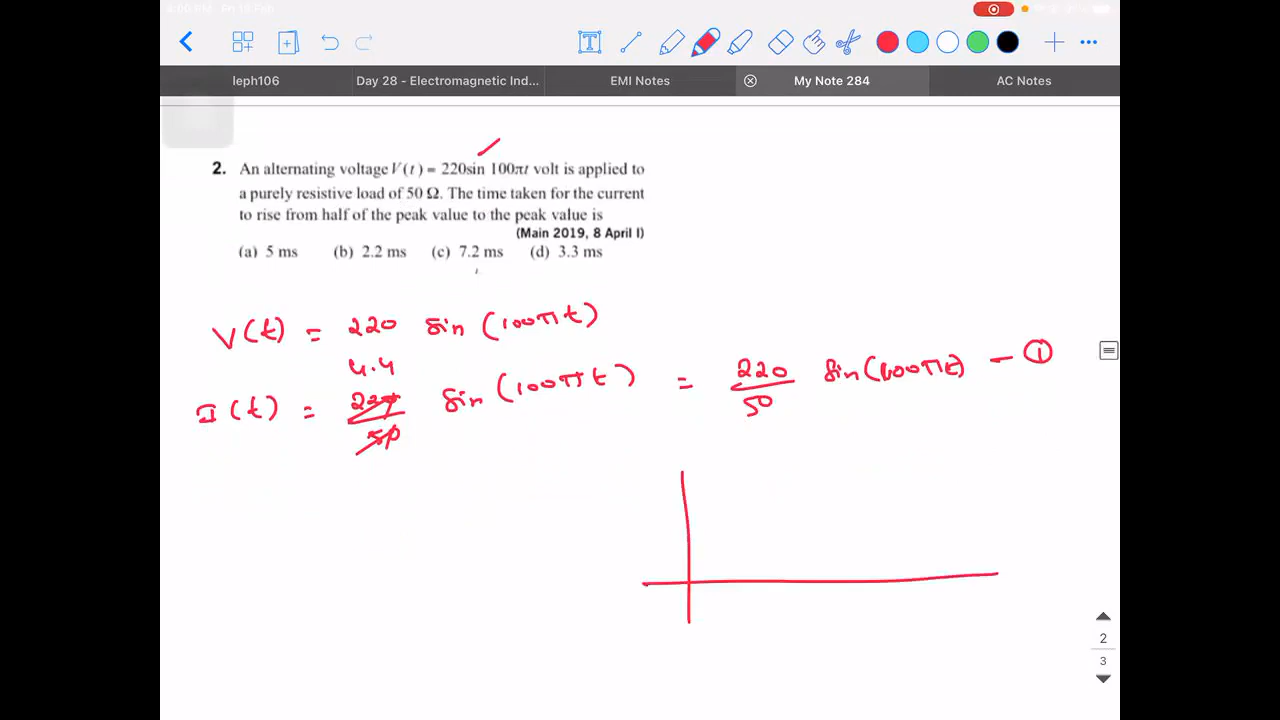 leph106 Day 28 - Electromagnetic Ind... EMI Notes My Note 284 AC Notes
2. An alternating voltage V(t) = 220sin 100πt volt is applied to
a purely resistive load of 50 Ω. The time taken for the current
to rise from half of the peak value to the peak value is
(Main 2019, 8 April I)
(a) 5 ms (b) 2.2 ms (c) 7.2 ms (d) 3.3 ms
V(t) = 220 sin (100πt)
4.4
I(t) = 220/50 sin (100πt) = 220/50 sin(100πt) — ①
2
3